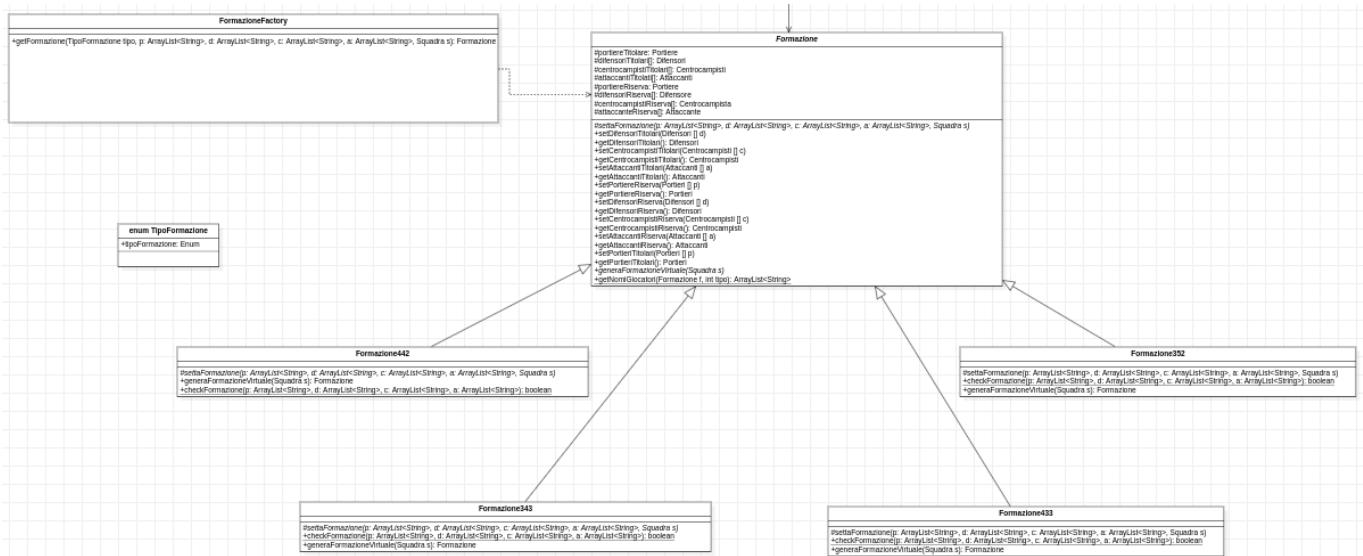 FormazioneFactory
+getFormazione(TipoFormazione tipo, p: ArrayList<String>, d: ArrayList<String>, c: ArrayList<String>, a: ArrayList<String>, Squadra s): Formazione
Formazione
#portiereTitolare: Portiere
#difensoriTitolari[]: Difensori
#centrocampistiTitolari[]: Centrocampisti
#attaccantiTitolati[]: Attaccanti
#portiereRiserva: Portiere
#difensoriRiserva[]: Difensore
#centrocampistiRiserva[]: Centrocampista
#attaccanteRiserva[]: Attaccante
#settaFormazione(p: ArrayList<String>, d: ArrayList<String>, c: ArrayList<String>, a: ArrayList<String>, Squadra s)
+setDifensoriTitolari(Difensori [] d)
+getDifensoriTitolari(): Difensori
+setCentrocampistiTitolari(Centrocampisti [] c)
+getCentrocampistiTitolari(): Centrocampisti
+setAttaccantiTitolari(Attaccanti [] a)
+getAttaccantiTitolari(): Attaccanti
+setPortiereRiserva(Portieri [] p)
+getPortiereRiserva(): Portieri
+setDifensoriRiserva(Difensori [] d)
+getDifensoriRiserva(): Difensori
+setCentrocampistiRiserva(Centrocampisti [] c)
+getCentrocampistiRiserva(): Centrocampisti
+setAttaccantiRiserva(Attaccanti [] a)
+getAttaccantiRiserva(): Attaccanti
+setPortieriTitolari(Portieri [] p)
+getPortieriTitolari(): Portieri
+generaFormazioneVirtuale(Squadra s)
+getNomiGiocatori(Formazione f, int tipo): ArrayList<String>
enum TipoFormazione
+tipoFormazione: Enum
Formazione442
#settaFormazione(p: ArrayList<String>, d: ArrayList<String>, c: ArrayList<String>, a: ArrayList<String>, Squadra s)
+generaFormazioneVirtuale(Squadra s): Formazione
+checkFormazione(p: ArrayList<String>, d: ArrayList<String>, c: ArrayList<String>, a: ArrayList<String>): boolean
Formazione352
#settaFormazione(p: ArrayList<String>, d: ArrayList<String>, c: ArrayList<String>, a: ArrayList<String>, Squadra s)
+checkFormazione(p: ArrayList<String>, d: ArrayList<String>, c: ArrayList<String>, a: ArrayList<String>): boolean
+generaFormazioneVirtuale(Squadra s): Formazione
Formazione343
#settaFormazione(p: ArrayList<String>, d: ArrayList<String>, c: ArrayList<String>, a: ArrayList<String>, Squadra s)
+checkFormazione(p: ArrayList<String>, d: ArrayList<String>, c: ArrayList<String>, a: ArrayList<String>): boolean
+generaFormazioneVirtuale(Squadra s): Formazione
Formazione433
#settaFormazione(p: ArrayList<String>, d: ArrayList<String>, c: ArrayList<String>, a: ArrayList<String>, Squadra s)
+checkFormazione(p: ArrayList<String>, d: ArrayList<String>, c: ArrayList<String>, a: ArrayList<String>): boolean
+generaFormazioneVirtuale(Squadra s): Formazione